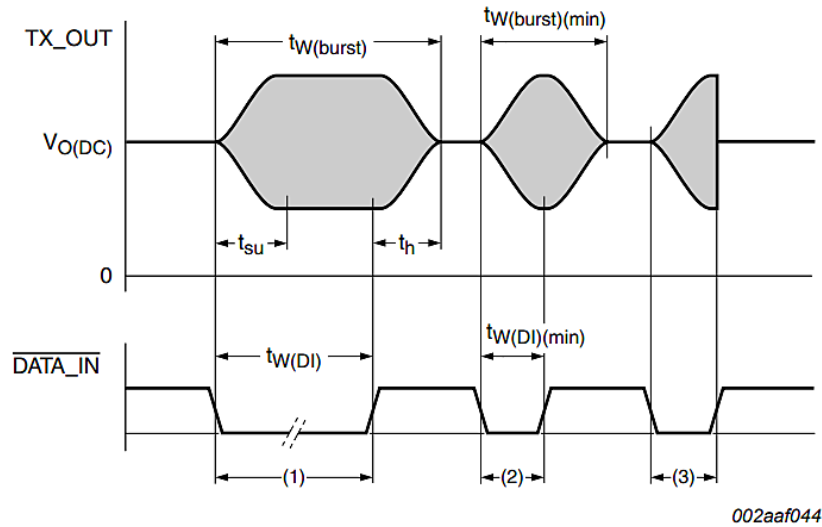 TX_OUT
tW(burst)
tW(burst)(min)
VO(DC)
tsu
th
0
DATA_IN
tW(DI)
tW(DI)(min)
(1)
(2)
(3)
002aaf044